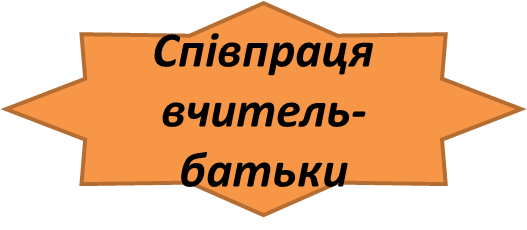 Співпраця
вчитель-
батьки